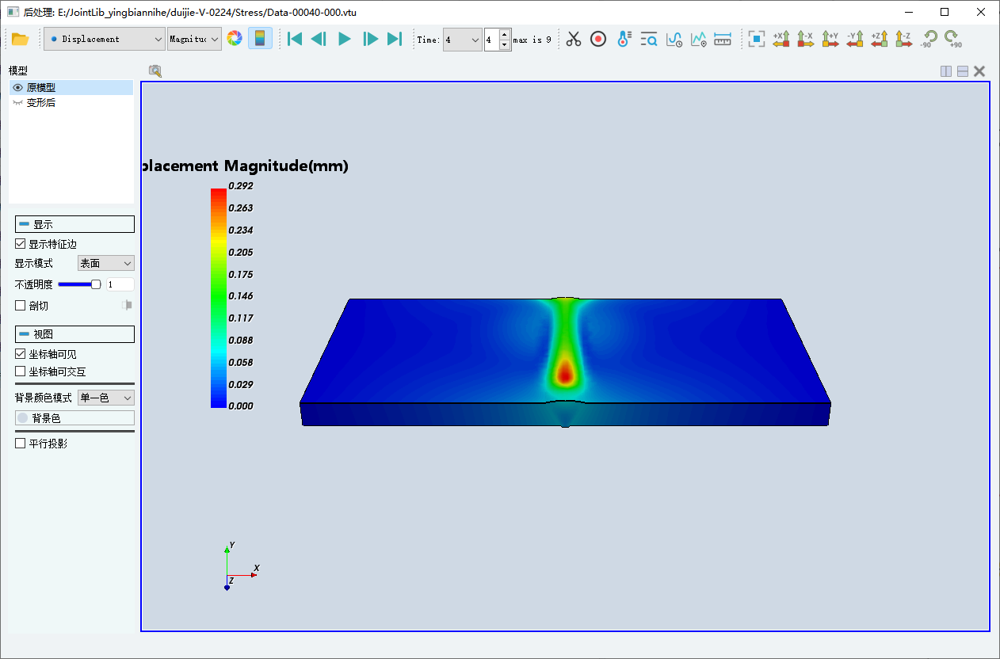 后处理: E:/JointLib_yingbiannihe/duijie-V-0224/Stress/Data-00040-000.vtu
Displacement
Magnituc
Time: 4
4
max is 9
+X
-X
+Y
-Y
+Z
-Z
-90
+90
模型
原模型
变形后
显示
显示特征边
显示模式 表面
不透明度 1
剖切
视图
坐标轴可见
坐标轴可交互
背景颜色模式 单一色
背景色
平行投影
placement Magnitude(mm)
0.292
0.263
0.234
0.205
0.175
0.146
0.117
0.088
0.058
0.029
0.000
Y
X
Z